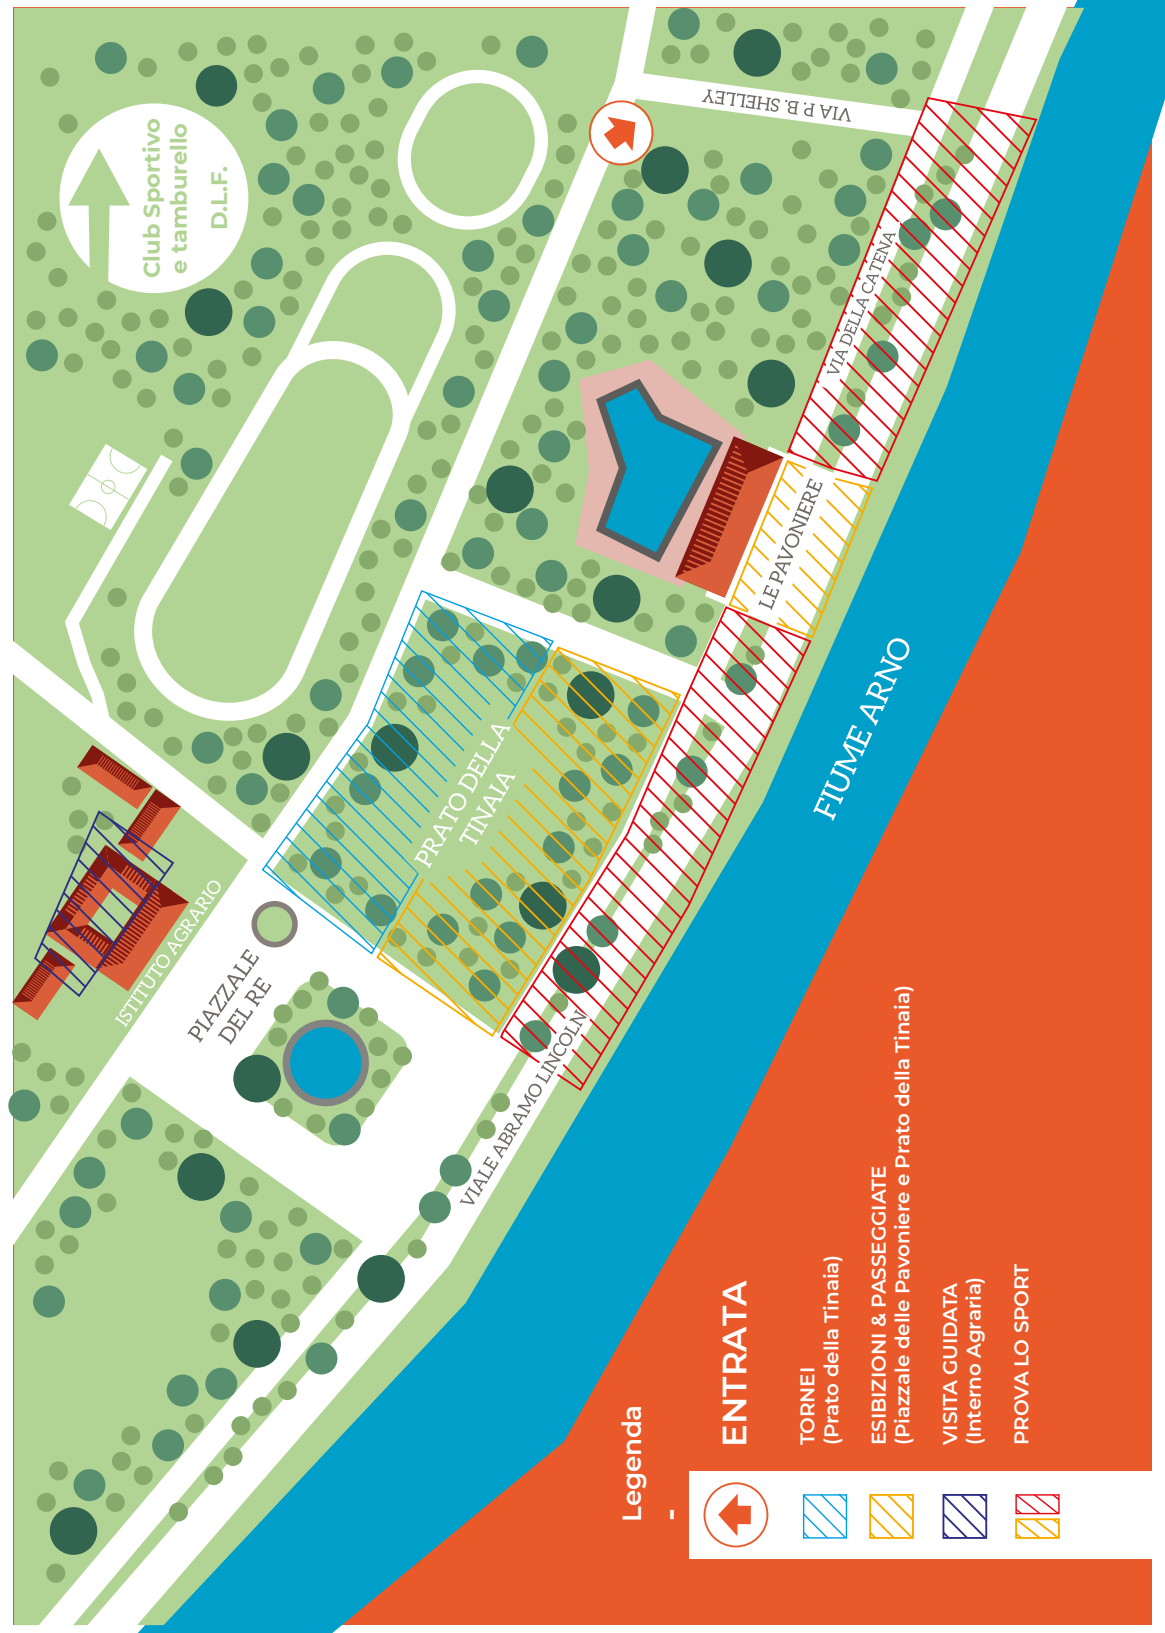 Club Sportivo
e tamburello
D.L.F.
VIA P. B. SHELLEY
VIA DELLA CATENA
LE PAVONIERE
PRATO DELLA
TINAIA
ISTITUTO AGRARIO
PIAZZALE
DEL RE
VIALE ABRAMO LINCOLN
FIUME ARNO
Legenda
-
ENTRATA
TORNEI
(Prato della Tinaia)
ESIBIZIONI & PASSEGGIATE
(Piazzale delle Pavoniere e Prato della Tinaia)
VISITA GUIDATA
(Interno Agraria)
PROVA LO SPORT